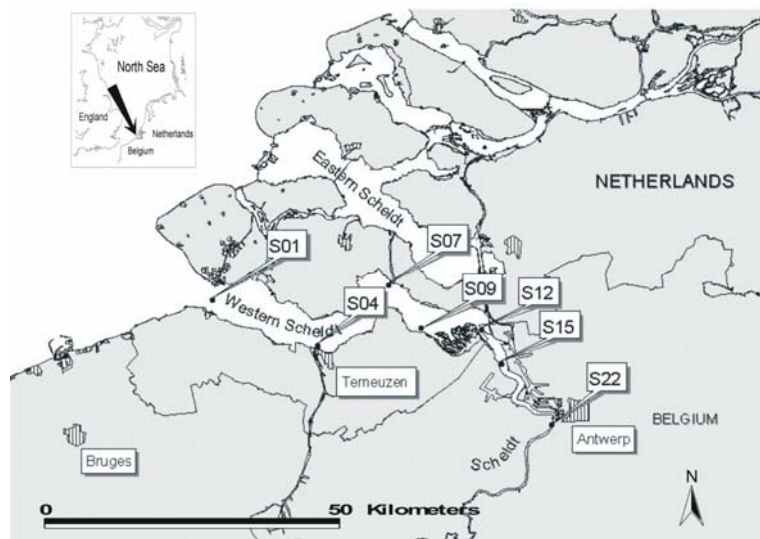 North Sea
England
Netherlands
Belgium
NETHERLANDS
Eastern Scheldt
S07
S01
S09
S12
S04
Western Scheldt
S15
S22
Terneuzen
BELGIUM
Antwerp
Scheldt
Bruges
N
0 50 Kilometers